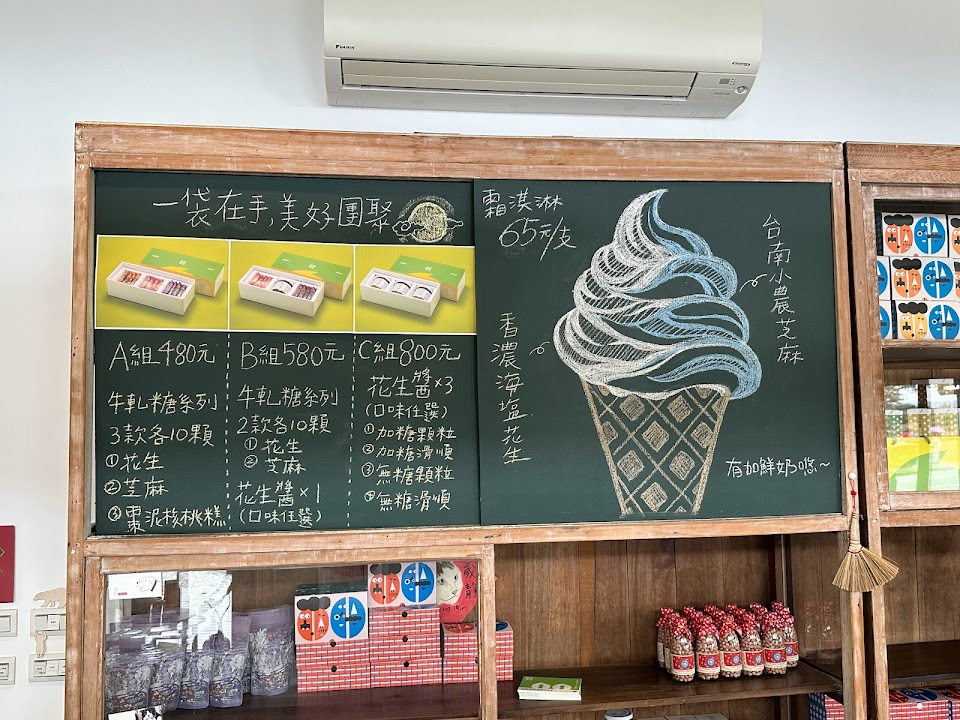 DAIKIN
一袋在手,美好團聚
A組480元
牛軋糖系列
3款各10顆
①花生
②芝麻
③棗泥核桃糕
B組580元
牛軋糖系列
2款各10顆
①花生
②芝麻
花生醬×1
(口味任選)
C組800元
花生醬×3
(口味任選)
①加糖顆粒
②加糖滑順
③無糖顆粒
④無糖滑順
霜淇淋
65元/支
香濃海塩花生
台南小農芝麻
有加鮮奶唷~